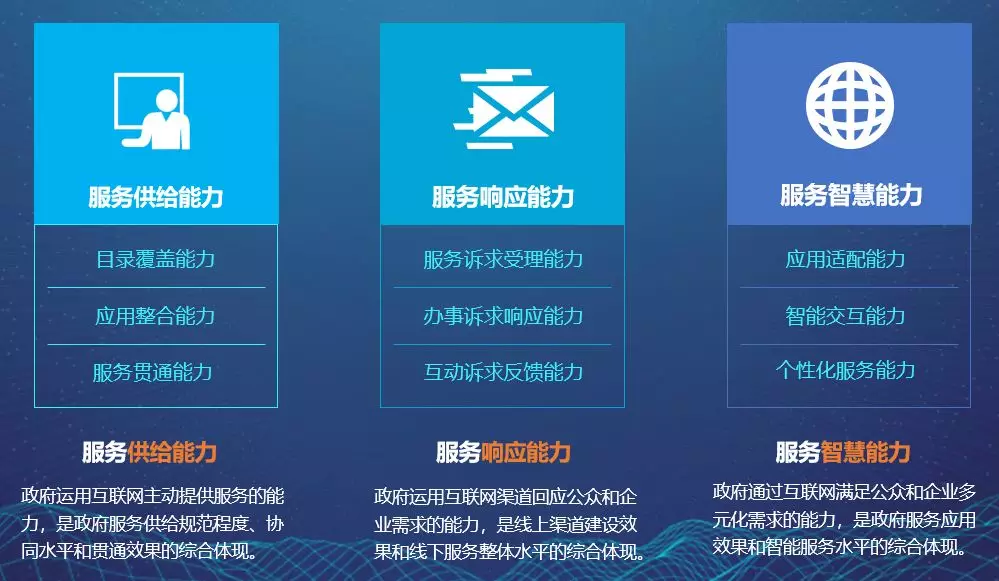 服务供给能力
目录覆盖能力
应用整合能力
服务贯通能力
服务供给能力
政府运用互联网主动提供服务的能
力，是政府服务供给规范程度、协
同水平和贯通效果的综合体现。
服务响应能力
服务诉求受理能力
办事诉求响应能力
互动诉求反馈能力
服务响应能力
政府运用互联网渠道回应公众和企
业需求的能力，是线上渠道建设效
果和线下服务整体水平的综合体现。
服务智慧能力
应用适配能力
智能交互能力
个性化服务能力
服务智慧能力
政府通过互联网满足公众和企业多
元化需求的能力，是政府服务应用
效果和智能服务水平的综合体现。